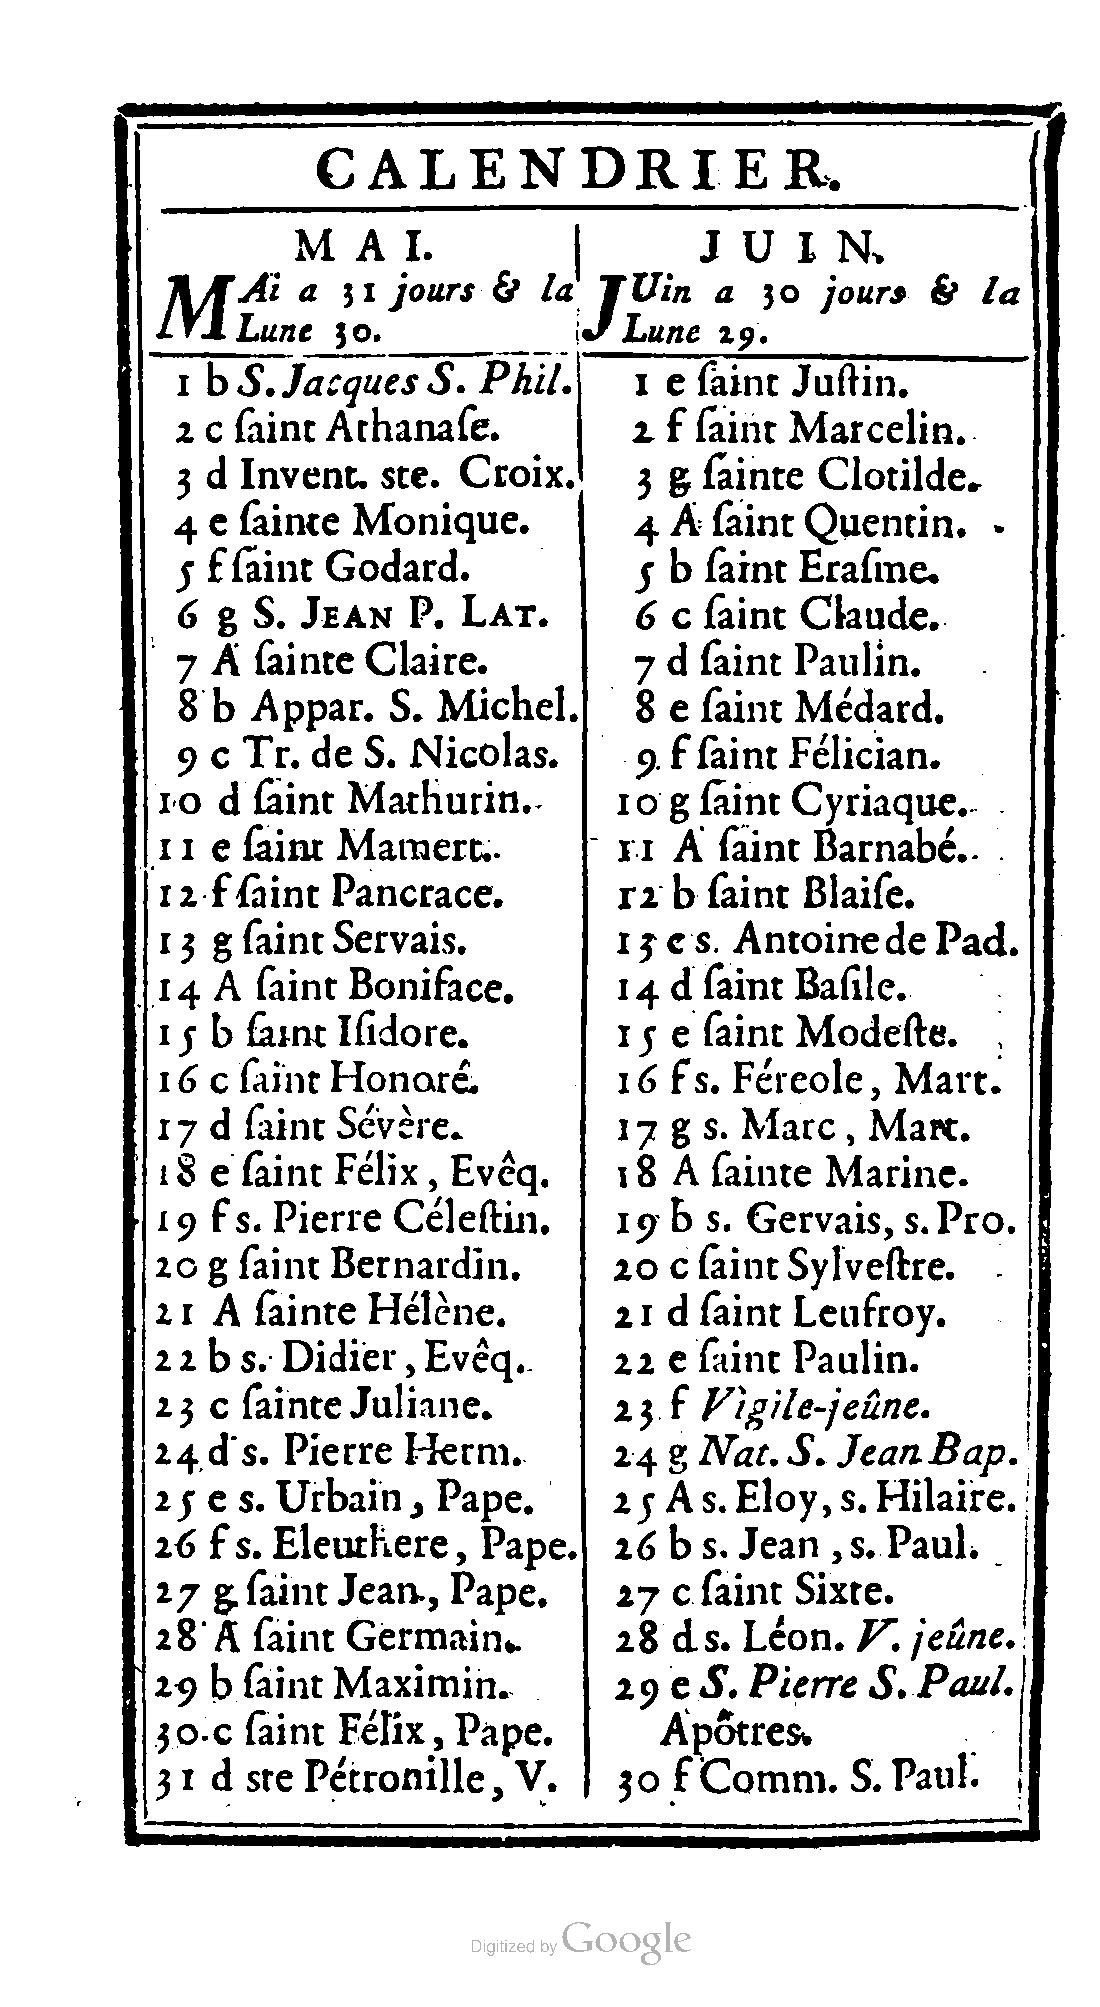 CALENDRIER.
MAI.
MAi a 31 jours & la
Lune 30.
1 b S. Jacques S. Phil.
2 c ſaint Athanaſe.
3 d Invent. ste. Croix.
4 e ſainte Monique.
5 f ſaint Godard.
6 g S. JEAN P. LAT.
7 A ſainte Claire.
8 b Appar. S. Michel.
9 c Tr. de S. Nicolas.
10 d ſaint Mathurin.
11 e ſaint Mamert.
12 f ſaint Pancrace.
13 g ſaint Servais.
14 A ſaint Boniface.
15 b ſaint Iſidore.
16 c ſaint Honoré.
17 d ſaint Sévère.
18 e ſaint Félix, Evêq.
19 f s. Pierre Céleſtin.
20 g ſaint Bernardin.
21 A ſainte Hélène.
22 b s. Didier, Evêq.
23 c ſainte Juliane.
24 d s. Pierre Herm.
25 e s. Urbain, Pape.
26 f s. Eleuthere, Pape.
27 g ſaint Jean, Pape.
28 A ſaint Germain.
29 b ſaint Maximin.
30 c ſaint Félix, Pape.
31 d ste Pétronille, V.
JUIN.
JUin a 30 jours & la
Lune 29.
1 e ſaint Juſtin.
2 f ſaint Marcelin.
3 g ſainte Clotilde.
4 A ſaint Quentin.
5 b ſaint Eraſme.
6 c ſaint Claude.
7 d ſaint Paulin.
8 e ſaint Médard.
9 f ſaint Félician.
10 g ſaint Cyriaque.
11 A ſaint Barnabé.
12 b ſaint Blaiſe.
13 c s. Antoine de Pad.
14 d ſaint Baſile.
15 e ſaint Modeſte.
16 f s. Féreole, Mart.
17 g s. Marc, Mart.
18 A ſainte Marine.
19 b s. Gervais, s. Pro.
20 c ſaint Sylveſtre.
21 d ſaint Leufroy.
22 e ſaint Paulin.
23 f Vigile-jeûne.
24 g Nat. S. Jean Bap.
25 A s. Eloy, s. Hilaire.
26 b s. Jean, s. Paul.
27 c ſaint Sixte.
28 d s. Léon. V. jeûne.
29 e S. Pierre S. Paul.
Apôtres.
30 f Comm. S. Paul.
Digitized by Google